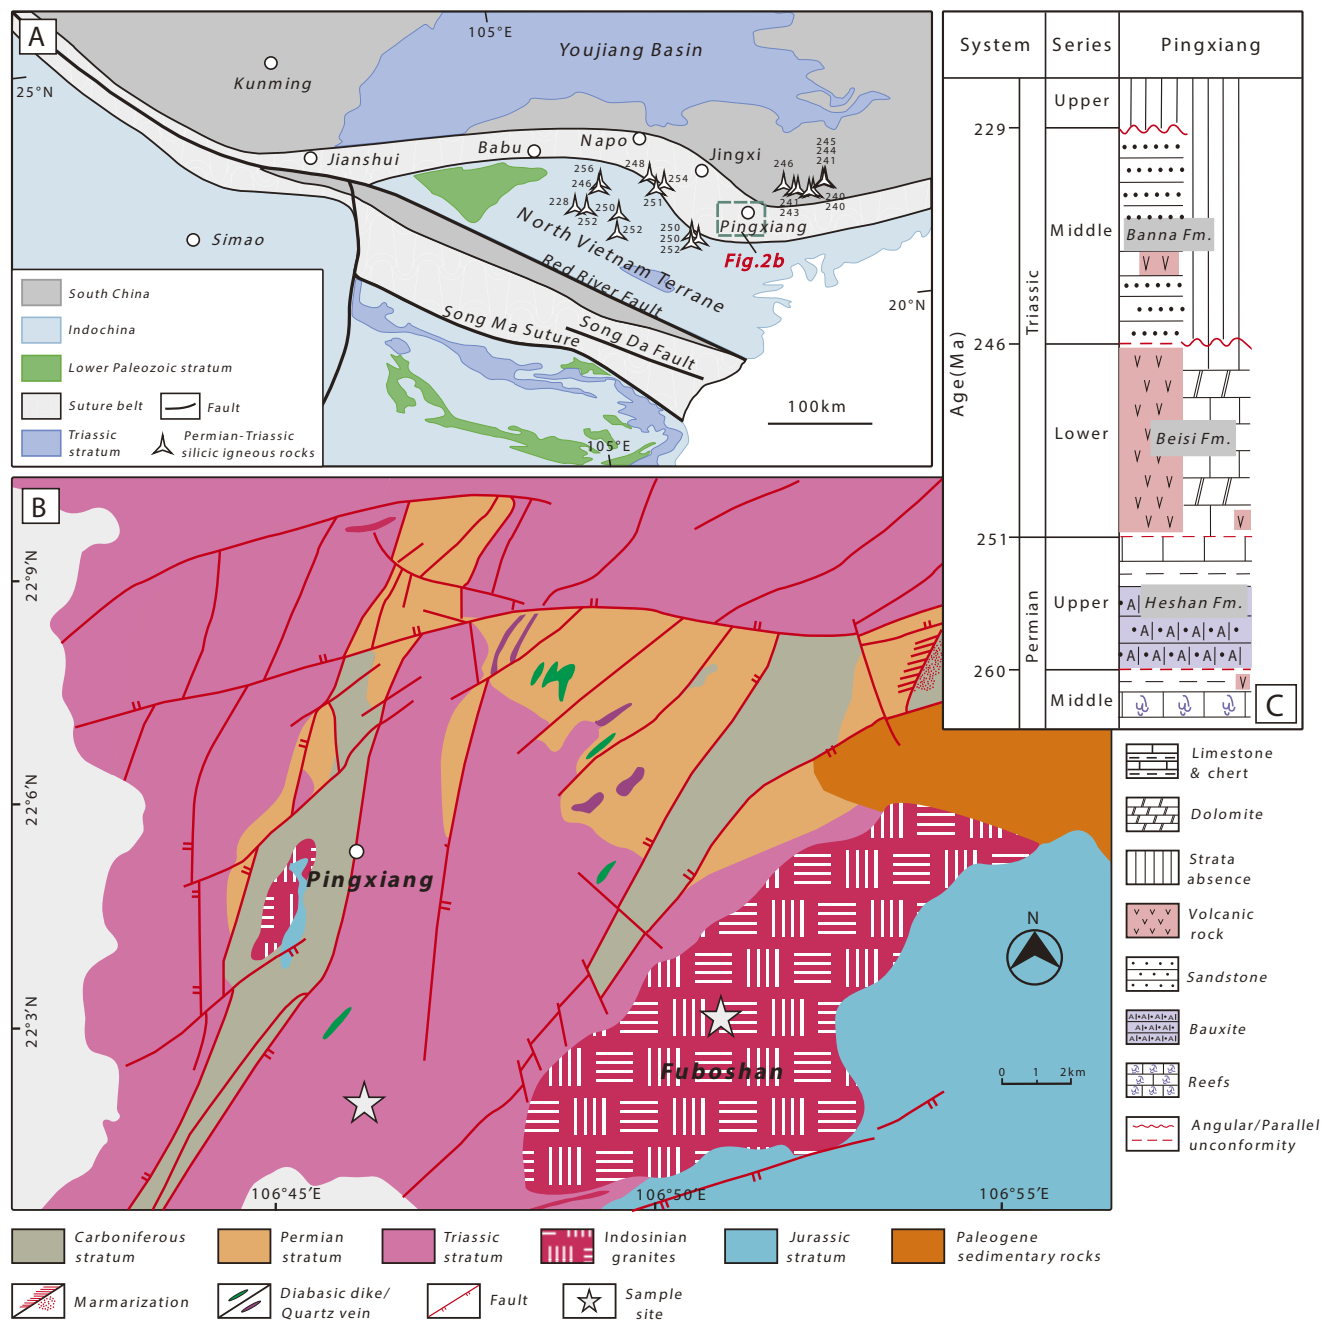 A
105°E
Youjiang Basin
Kunming
25°N
Napo
Babu
Jingxi
Jianshui
245
244
241
246
248
254
251
256
246
228
252
250
252
241
243
240
240
250
250
252
Pingxiang
Fig.2b
Simao
North Vietnam Terrane
Red River Fault
20°N
Song Ma Suture
Song Da Fault
100km
105°E
South China
Indochina
Lower Paleozoic stratum
Suture belt
Fault
Triassic
stratum
Permian-Triassic
silicic igneous rocks
B
22°9′N
22°6′N
22°3′N
Pingxiang
Fuboshan
N
0 1 2km
106°45′E
106°50′E
106°55′E
System
Series
Pingxiang
Age(Ma)
Triassic
Permian
Upper
229
Middle
Banna Fm.
246
Lower
Beisi Fm.
251
Upper
Heshan Fm.
260
Middle
C
Limestone
& chert
Dolomite
Strata
absence
Volcanic
rock
Sandstone
Bauxite
Reefs
Angular/Parallel
unconformity
Carboniferous
stratum
Permian
stratum
Triassic
stratum
Indosinian
granites
Jurassic
stratum
Paleogene
sedimentary rocks
Marmarization
Diabasic dike/
Quartz vein
Fault
Sample
site